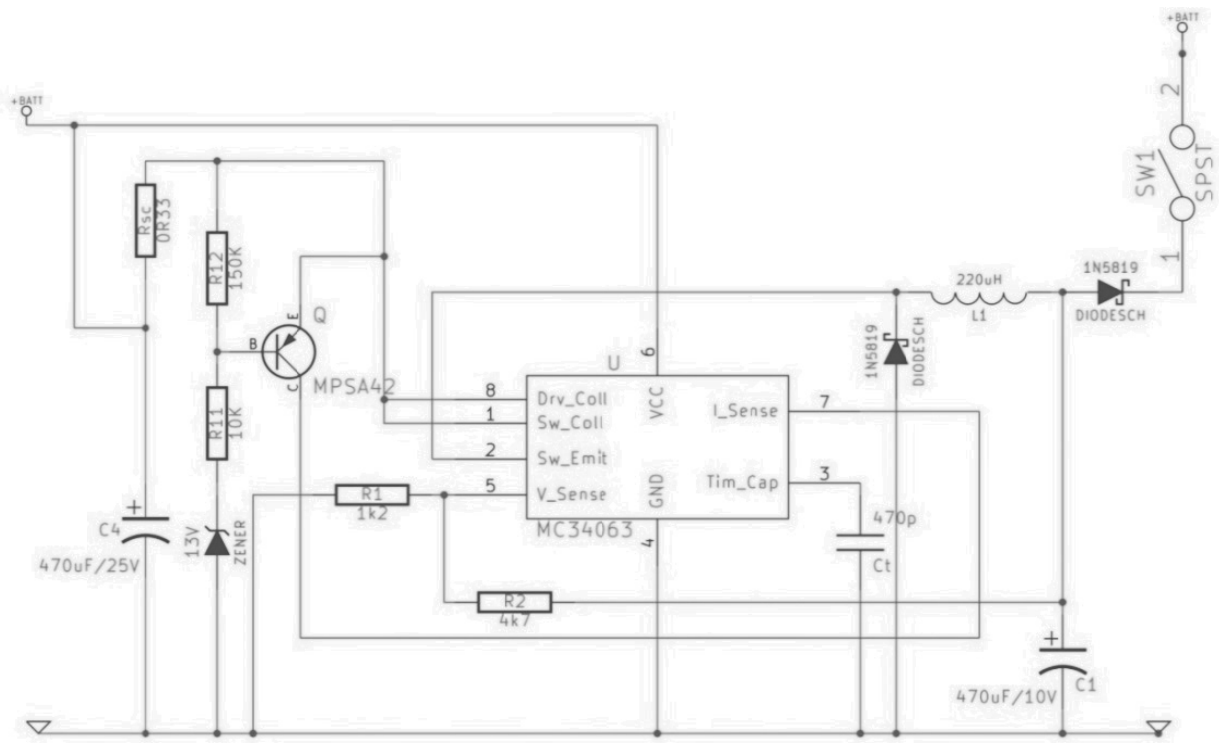 +BATT
+BATT
2
SW1
SPST
1
Rsc
0R33
R12
150K
E
Q
B
C
MPSA42
R11
10K
1N5819
DIODESCH
220uH
L1
1N5819
DIODESCH
U
6
8
Drv_Coll
VCC
I_Sense
7
1
Sw_Coll
2
Sw_Emit
5
V_Sense
GND
Tim_Cap
3
MC34063
4
R1
1k2
470p
Ct
+
C4
470uF/25V
13V
ZENER
R2
4k7
+
C1
470uF/10V